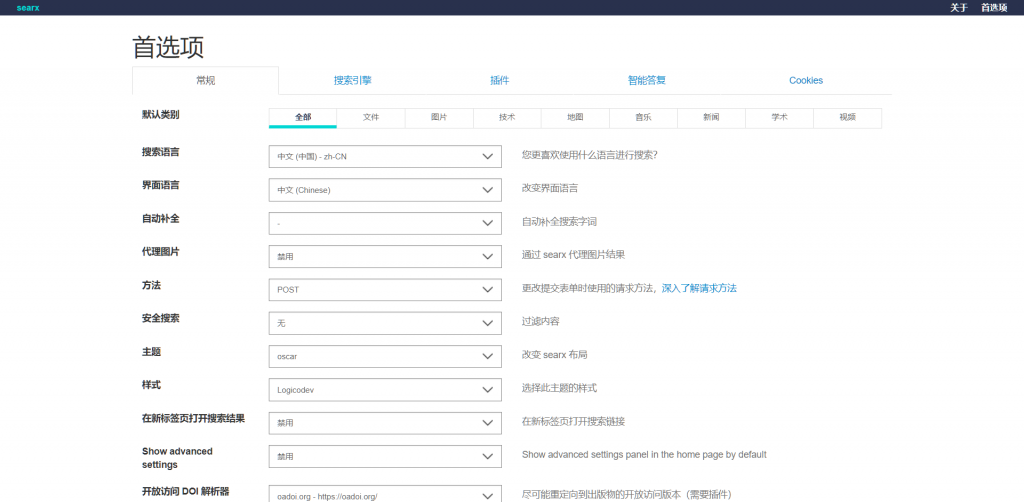 searx 关于 首选项
首选项
常规 搜索引擎 插件 智能答复 Cookies
默认类别 全部 文件 图片 技术 地图 音乐 新闻 学术 视频
搜索语言 中文 (中国) - zh-CN 您更喜欢使用什么语言进行搜索?
界面语言 中文 (Chinese) 改变界面语言
自动补全 - 自动补全搜索字词
代理图片 禁用 通过 searx 代理图片结果
方法 POST 更改提交表单时使用的请求方法，深入了解请求方法
安全搜索 无 过滤内容
主题 oscar 改变 searx 布局
样式 Logicodev 选择此主题的样式
在新标签页打开搜索结果 禁用 在新标签页打开搜索链接
Show advanced settings 禁用 Show advanced settings panel in the home page by default
开放访问 DOI 解析器 oadoi.org - https://oadoi.org/ 尽可能重定向到出版物的开放访问版本（需要插件）